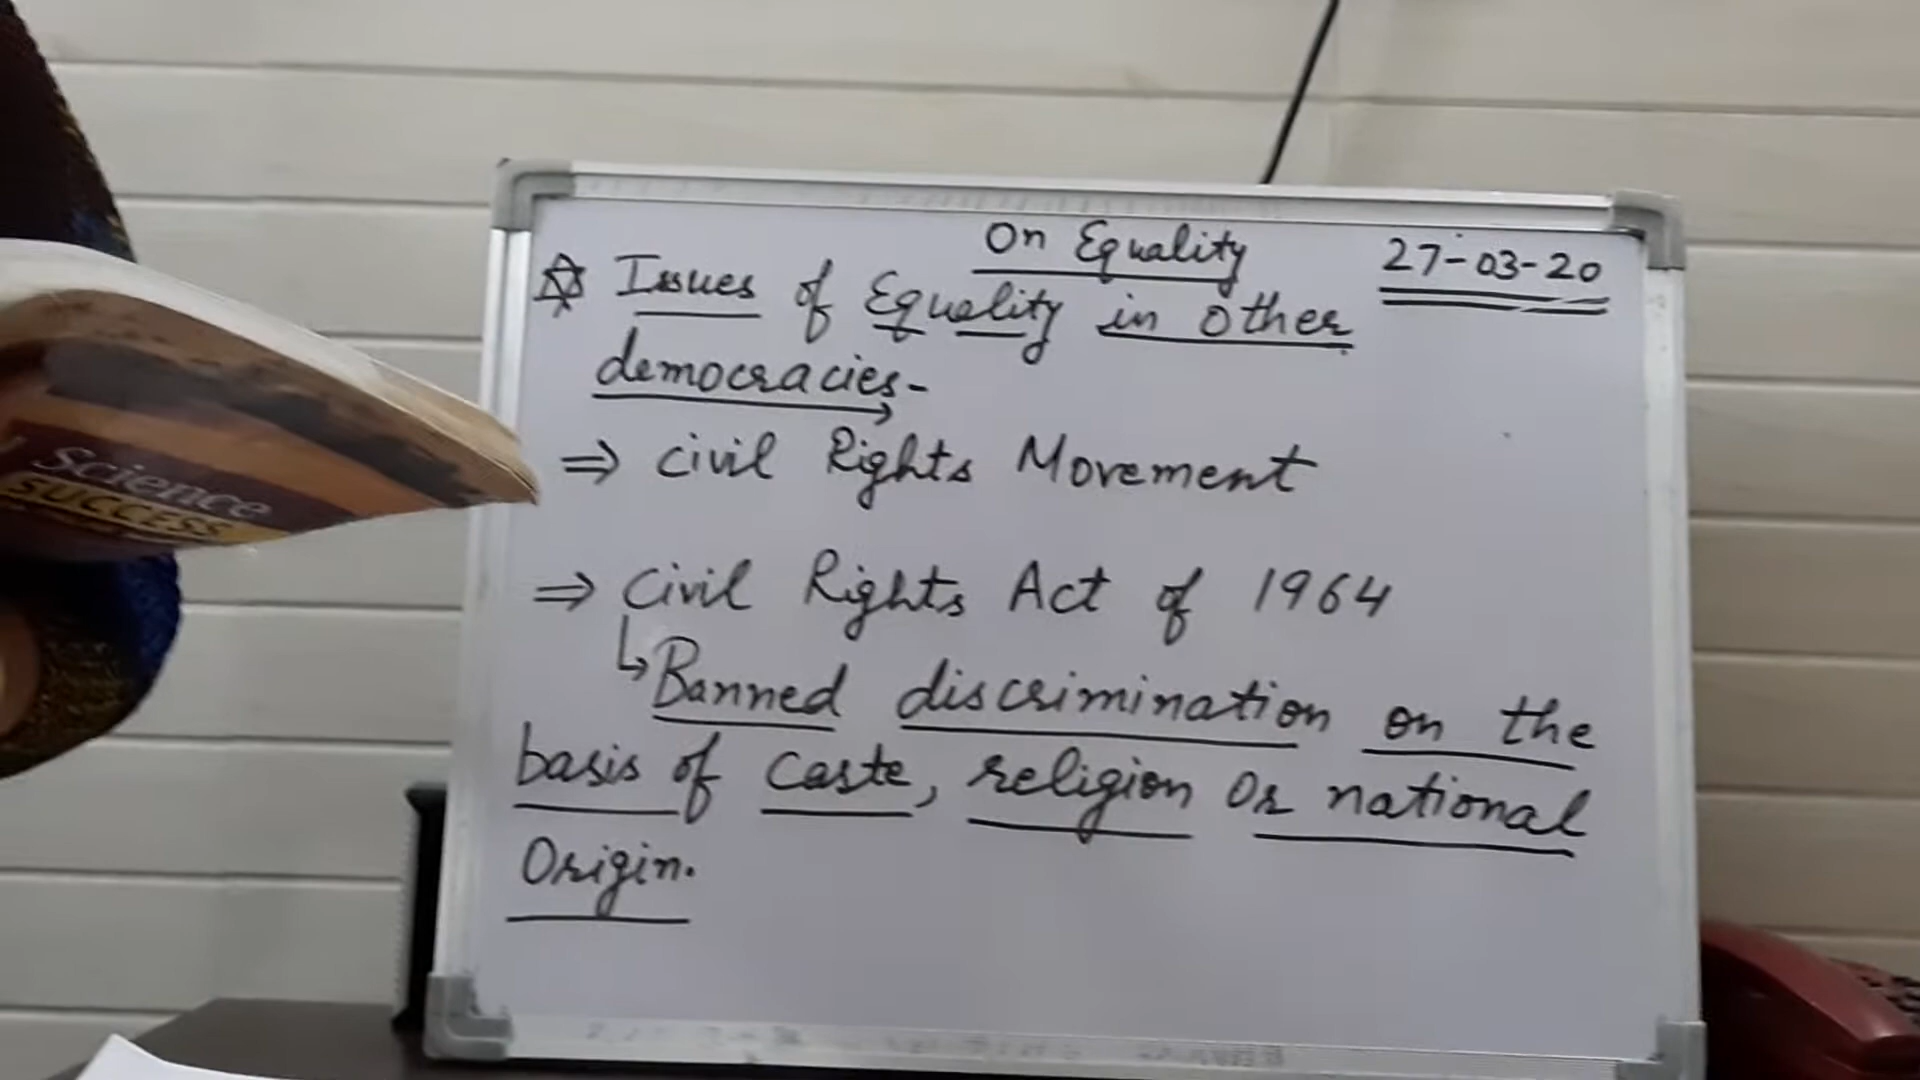 On Equality
27-03-20
Issues of Equality in other
democracies-
⇒ civil Rights Movement
⇒ Civil Rights Act of 1964
↳ Banned discrimination on the
basis of Caste, religion Or national
Origin.
Science
SUCCESS